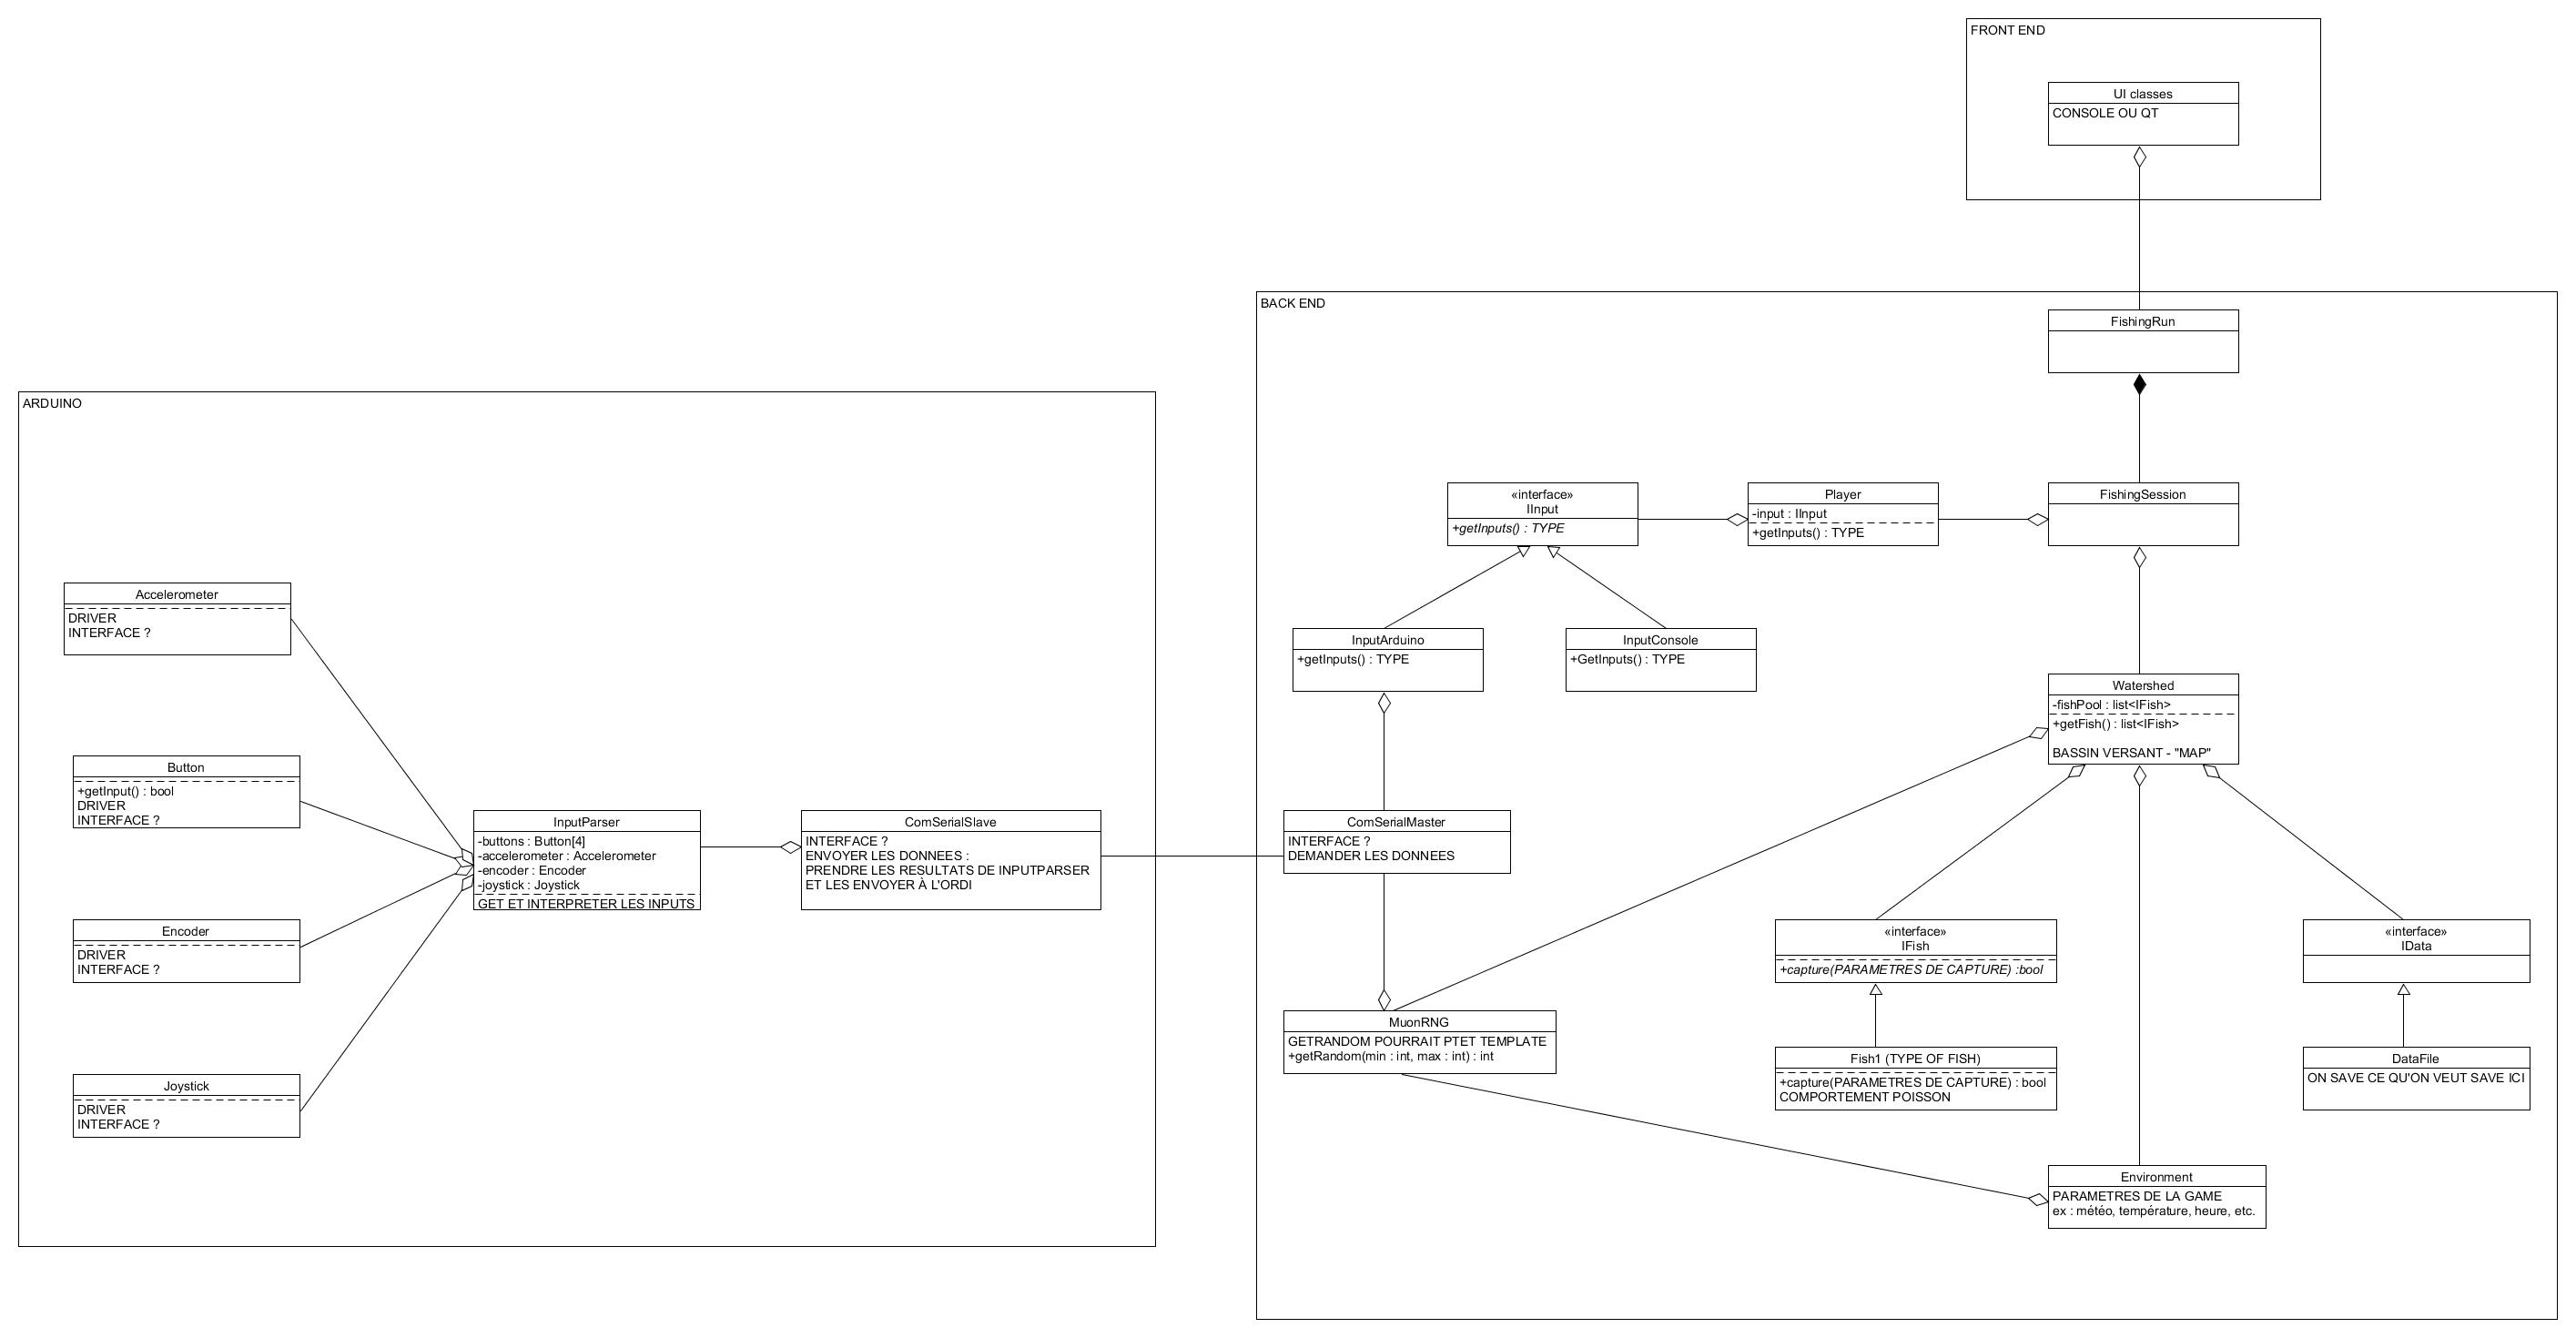 FRONT END
UI classes
CONSOLE OU QT
BACK END
FishingRun
ARDUINO
«interface»
IInput
+getInputs() : TYPE
Player
-input : IInput
+getInputs() : TYPE
FishingSession
Accelerometer
DRIVER
INTERFACE ?
InputArduino
+getInputs() : TYPE
InputConsole
+GetInputs() : TYPE
Watershed
-fishPool : list<IFish>
+getFish() : list<IFish>
BASSIN VERSANT - "MAP"
Button
+getInput() : bool
DRIVER
INTERFACE ?
InputParser
-buttons : Button[4]
-accelerometer : Accelerometer
-encoder : Encoder
-joystick : Joystick
GET ET INTERPRETER LES INPUTS
ComSerialSlave
INTERFACE ?
ENVOYER LES DONNEES :
PRENDRE LES RESULTATS DE INPUTPARSER
ET LES ENVOYER À L'ORDI
ComSerialMaster
INTERFACE ?
DEMANDER LES DONNEES
Encoder
DRIVER
INTERFACE ?
«interface»
IFish
+capture(PARAMETRES DE CAPTURE) :bool
«interface»
IData
MuonRNG
GETRANDOM POURRAIT PTET TEMPLATE
+getRandom(min : int, max : int) : int
Fish1 (TYPE OF FISH)
+capture(PARAMETRES DE CAPTURE) : bool
COMPORTEMENT POISSON
DataFile
ON SAVE CE QU'ON VEUT SAVE ICI
Joystick
DRIVER
INTERFACE ?
Environment
PARAMETRES DE LA GAME
ex : météo, température, heure, etc.